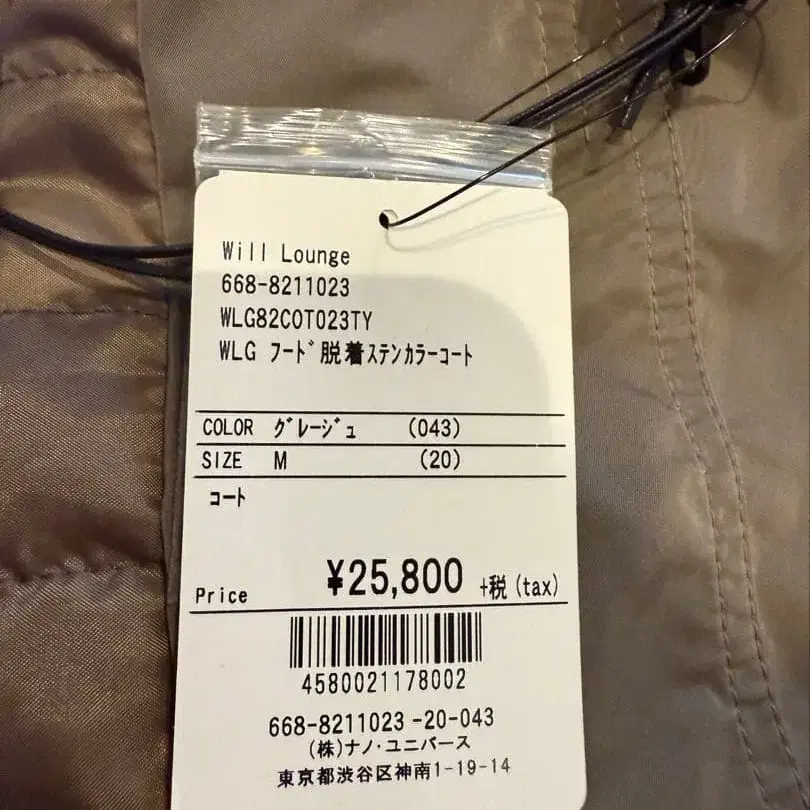 Will Lounge
668-8211023
WLG82COT023TY
WLG フード脱着ステンカラーコート
COLOR グレージュ (043)
SIZE M (20)
コート
Price ¥25,800 +税(tax)
4580021178002
668-8211023-20-043
(株)ナノ・ユニバース
東京都渋谷区神南1-19-14